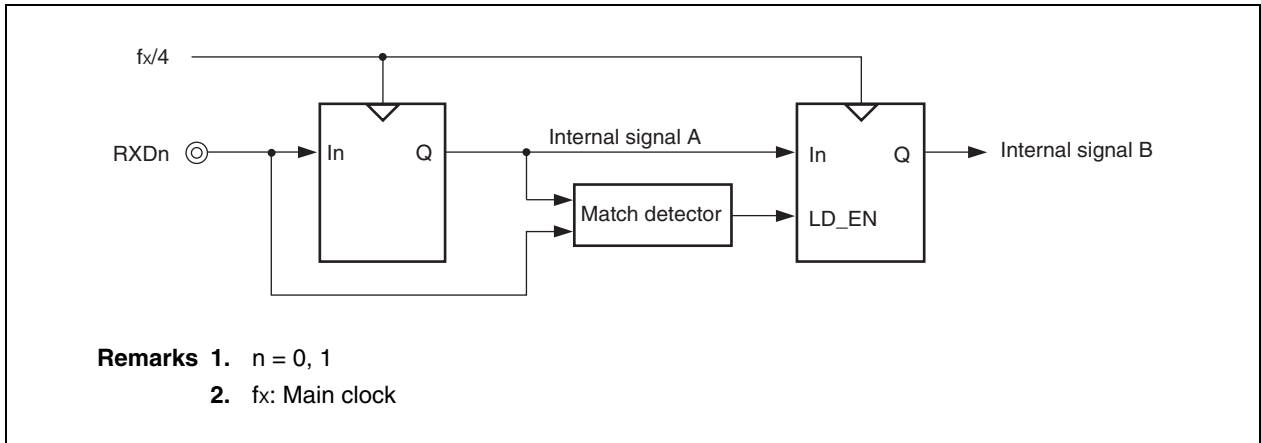 fx/4
RXDn
In
Q
Internal signal A
Match detector
In
Q
LD_EN
Internal signal B
Remarks 1. n = 0, 1
2. fx: Main clock